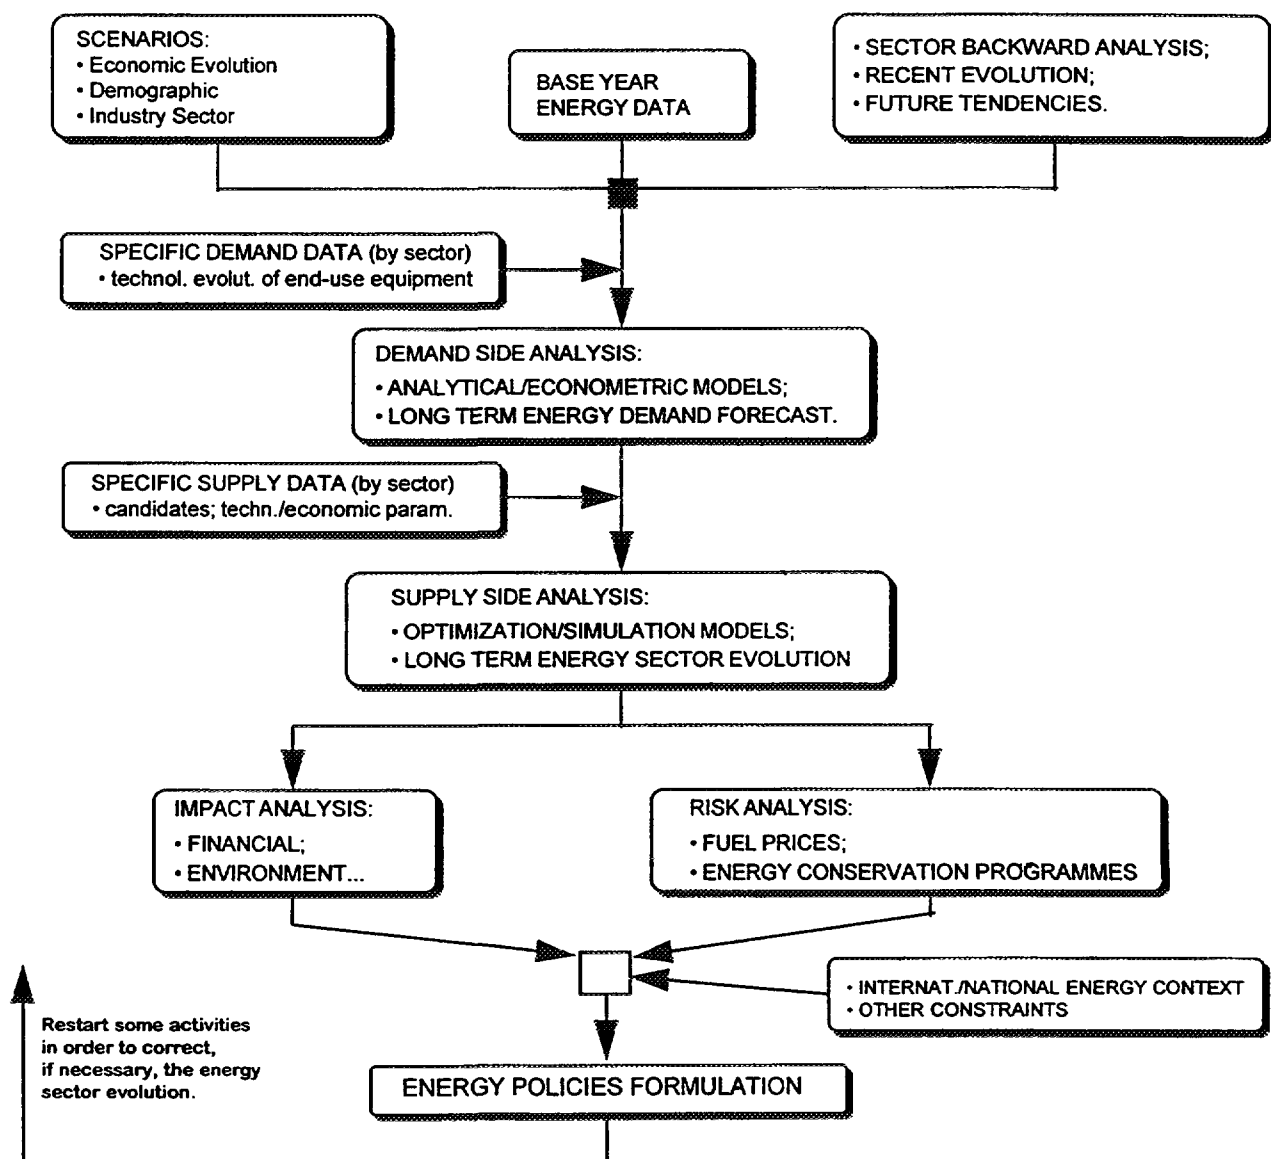 SCENARIOS:
• Economic Evolution
• Demographic
• Industry Sector
BASE YEAR
ENERGY DATA
• SECTOR BACKWARD ANALYSIS;
• RECENT EVOLUTION;
• FUTURE TENDENCIES.
SPECIFIC DEMAND DATA (by sector)
• technol. evolut. of end-use equipment
DEMAND SIDE ANALYSIS:
• ANALYTICAL/ECONOMETRIC MODELS;
• LONG TERM ENERGY DEMAND FORECAST.
SPECIFIC SUPPLY DATA (by sector)
• candidates; techn./economic param.
SUPPLY SIDE ANALYSIS:
• OPTIMIZATION/SIMULATION MODELS;
• LONG TERM ENERGY SECTOR EVOLUTION
IMPACT ANALYSIS:
• FINANCIAL;
• ENVIRONMENT...
RISK ANALYSIS:
• FUEL PRICES;
• ENERGY CONSERVATION PROGRAMMES
• INTERNAT./NATIONAL ENERGY CONTEXT
• OTHER CONSTRAINTS
Restart some activities
in order to correct,
if necessary, the energy
sector evolution.
ENERGY POLICIES FORMULATION